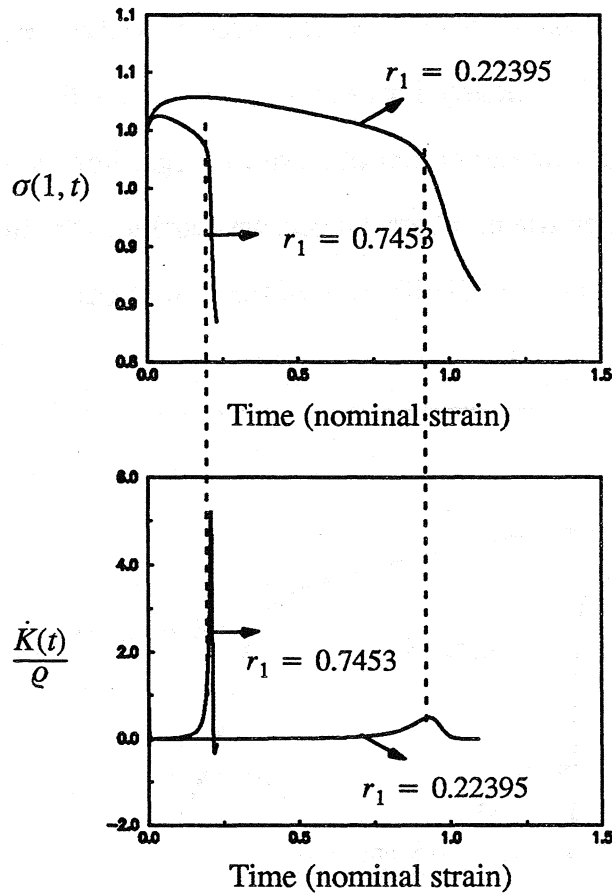 1.1
1.1
r₁ = 0.22395
1.0
σ(1, t)
1.0
r₁ = 0.7453
0.9
0.9
0.8
0.0 0.5 1.0 1.5
Time (nominal strain)
6.0
4.0
K̇(t)
ϱ
2.0
r₁ = 0.7453
0.0
r₁ = 0.22395
-2.0
0.0 0.5 1.0 1.5
Time (nominal strain)